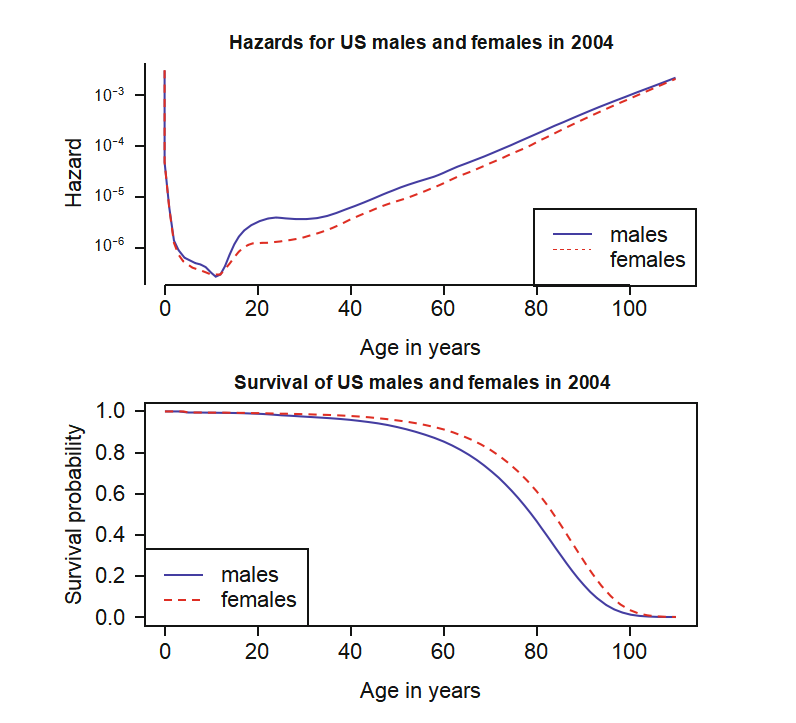 Hazards for US males and females in 2004
Hazard
10⁻³
10⁻⁴
10⁻⁵
10⁻⁶
males
females
0 20 40 60 80 100
Age in years
Survival of US males and females in 2004
Survival probability
1.0
0.8
0.6
0.4
0.2
0.0
males
females
0 20 40 60 80 100
Age in years